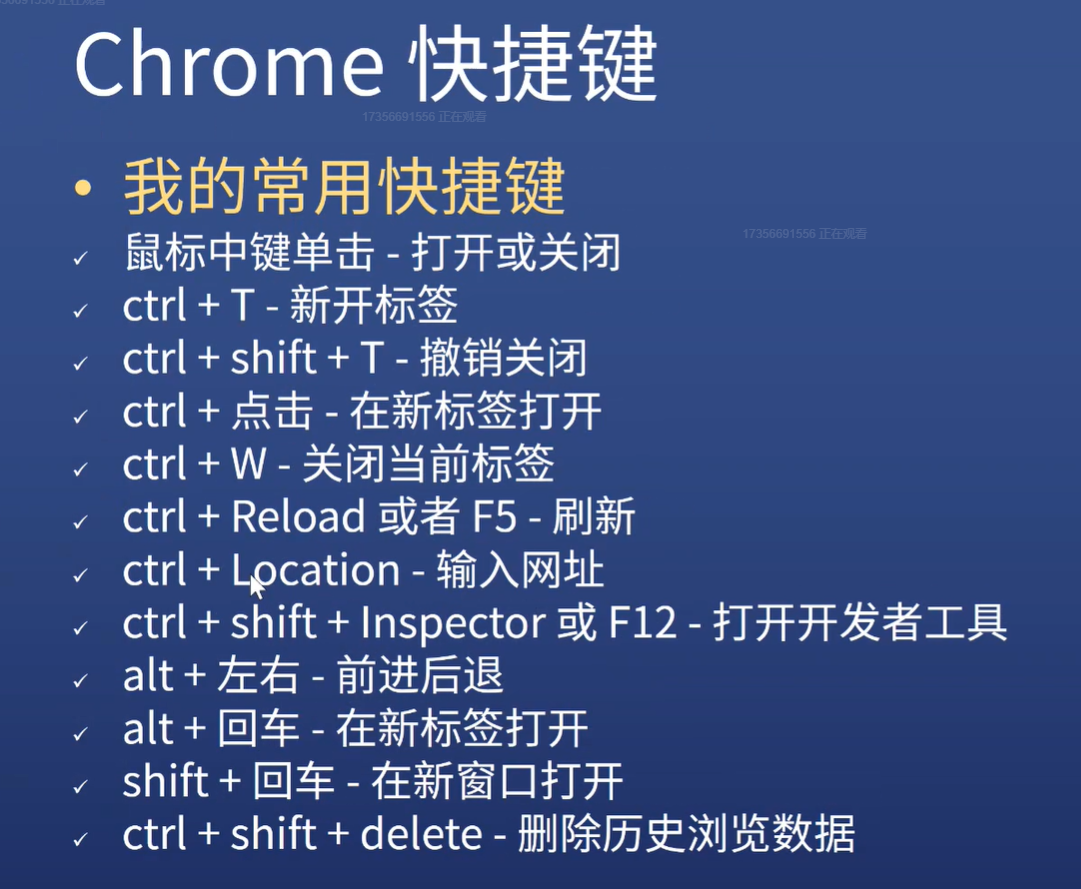 17356691556 正在观看
Chrome 快捷键
17356691556 正在观看
• 我的常用快捷键
17356691556 正在观看
✓ 鼠标中键单击 - 打开或关闭
✓ ctrl + T - 新开标签
✓ ctrl + shift + T - 撤销关闭
✓ ctrl + 点击 - 在新标签打开
✓ ctrl + W - 关闭当前标签
✓ ctrl + Reload 或者 F5 - 刷新
✓ ctrl + Location - 输入网址
✓ ctrl + shift + Inspector 或 F12 - 打开开发者工具
✓ alt + 左右 - 前进后退
✓ alt + 回车 - 在新标签打开
✓ shift + 回车 - 在新窗口打开
✓ ctrl + shift + delete - 删除历史浏览数据